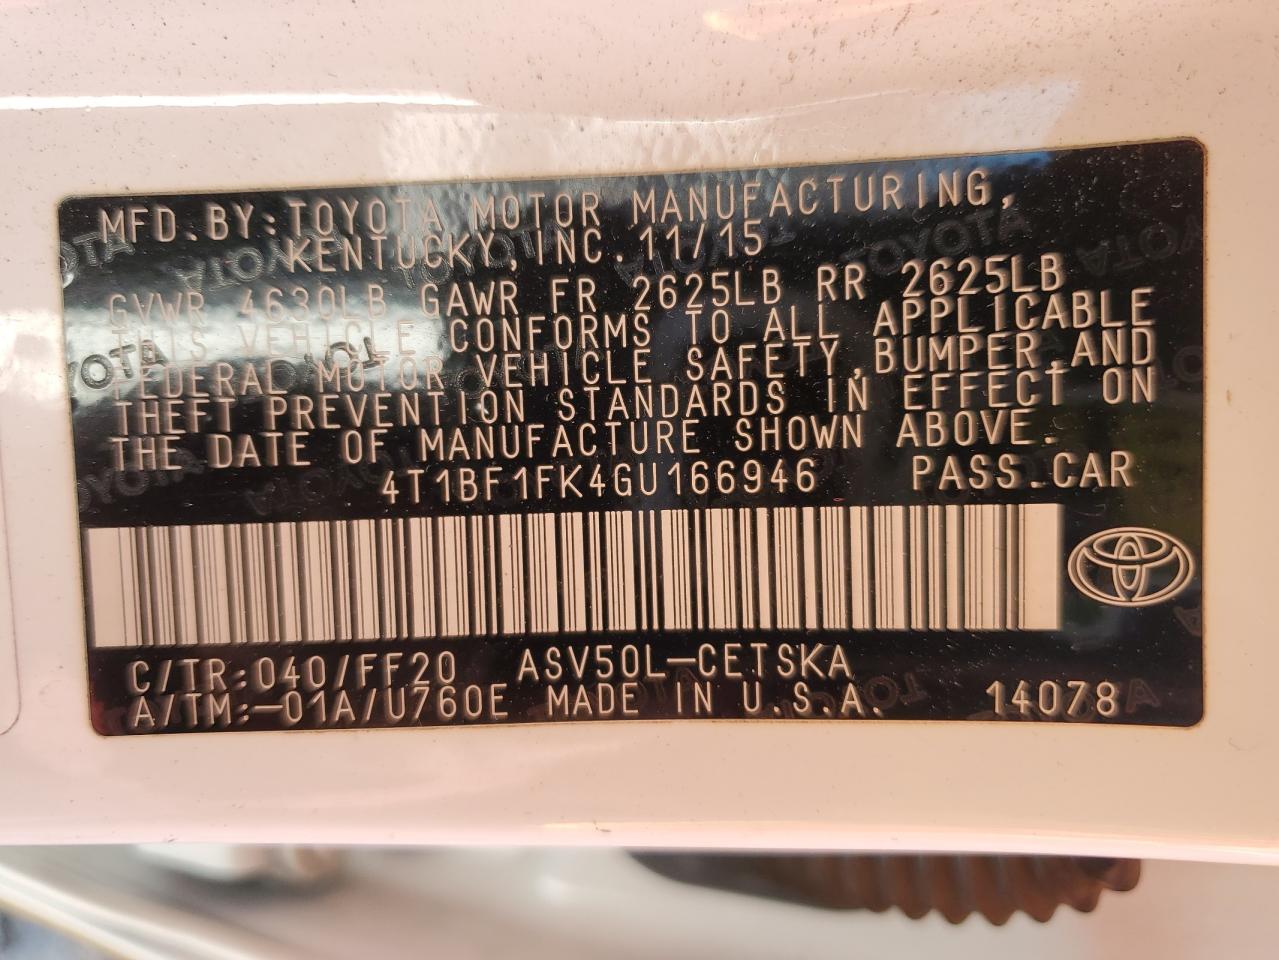 MFD.BY:TOYOTA MOTOR MANUFACTURING,
KENTUCKY,INC.11/15
GVWR 4630LB GAWR FR 2625LB RR 2625LB
THIS VEHICLE CONFORMS TO ALL APPLICABLE
FEDERAL MOTOR VEHICLE SAFETY,BUMPER,AND
THEFT PREVENTION STANDARDS IN EFFECT ON
THE DATE OF MANUFACTURE SHOWN ABOVE.
4T1BF1FK4GU166946 PASS.CAR
C/TR:040/FF20 ASV50L-CETSKA
A/TM:-01A/U760E MADE IN U.S.A. 14078